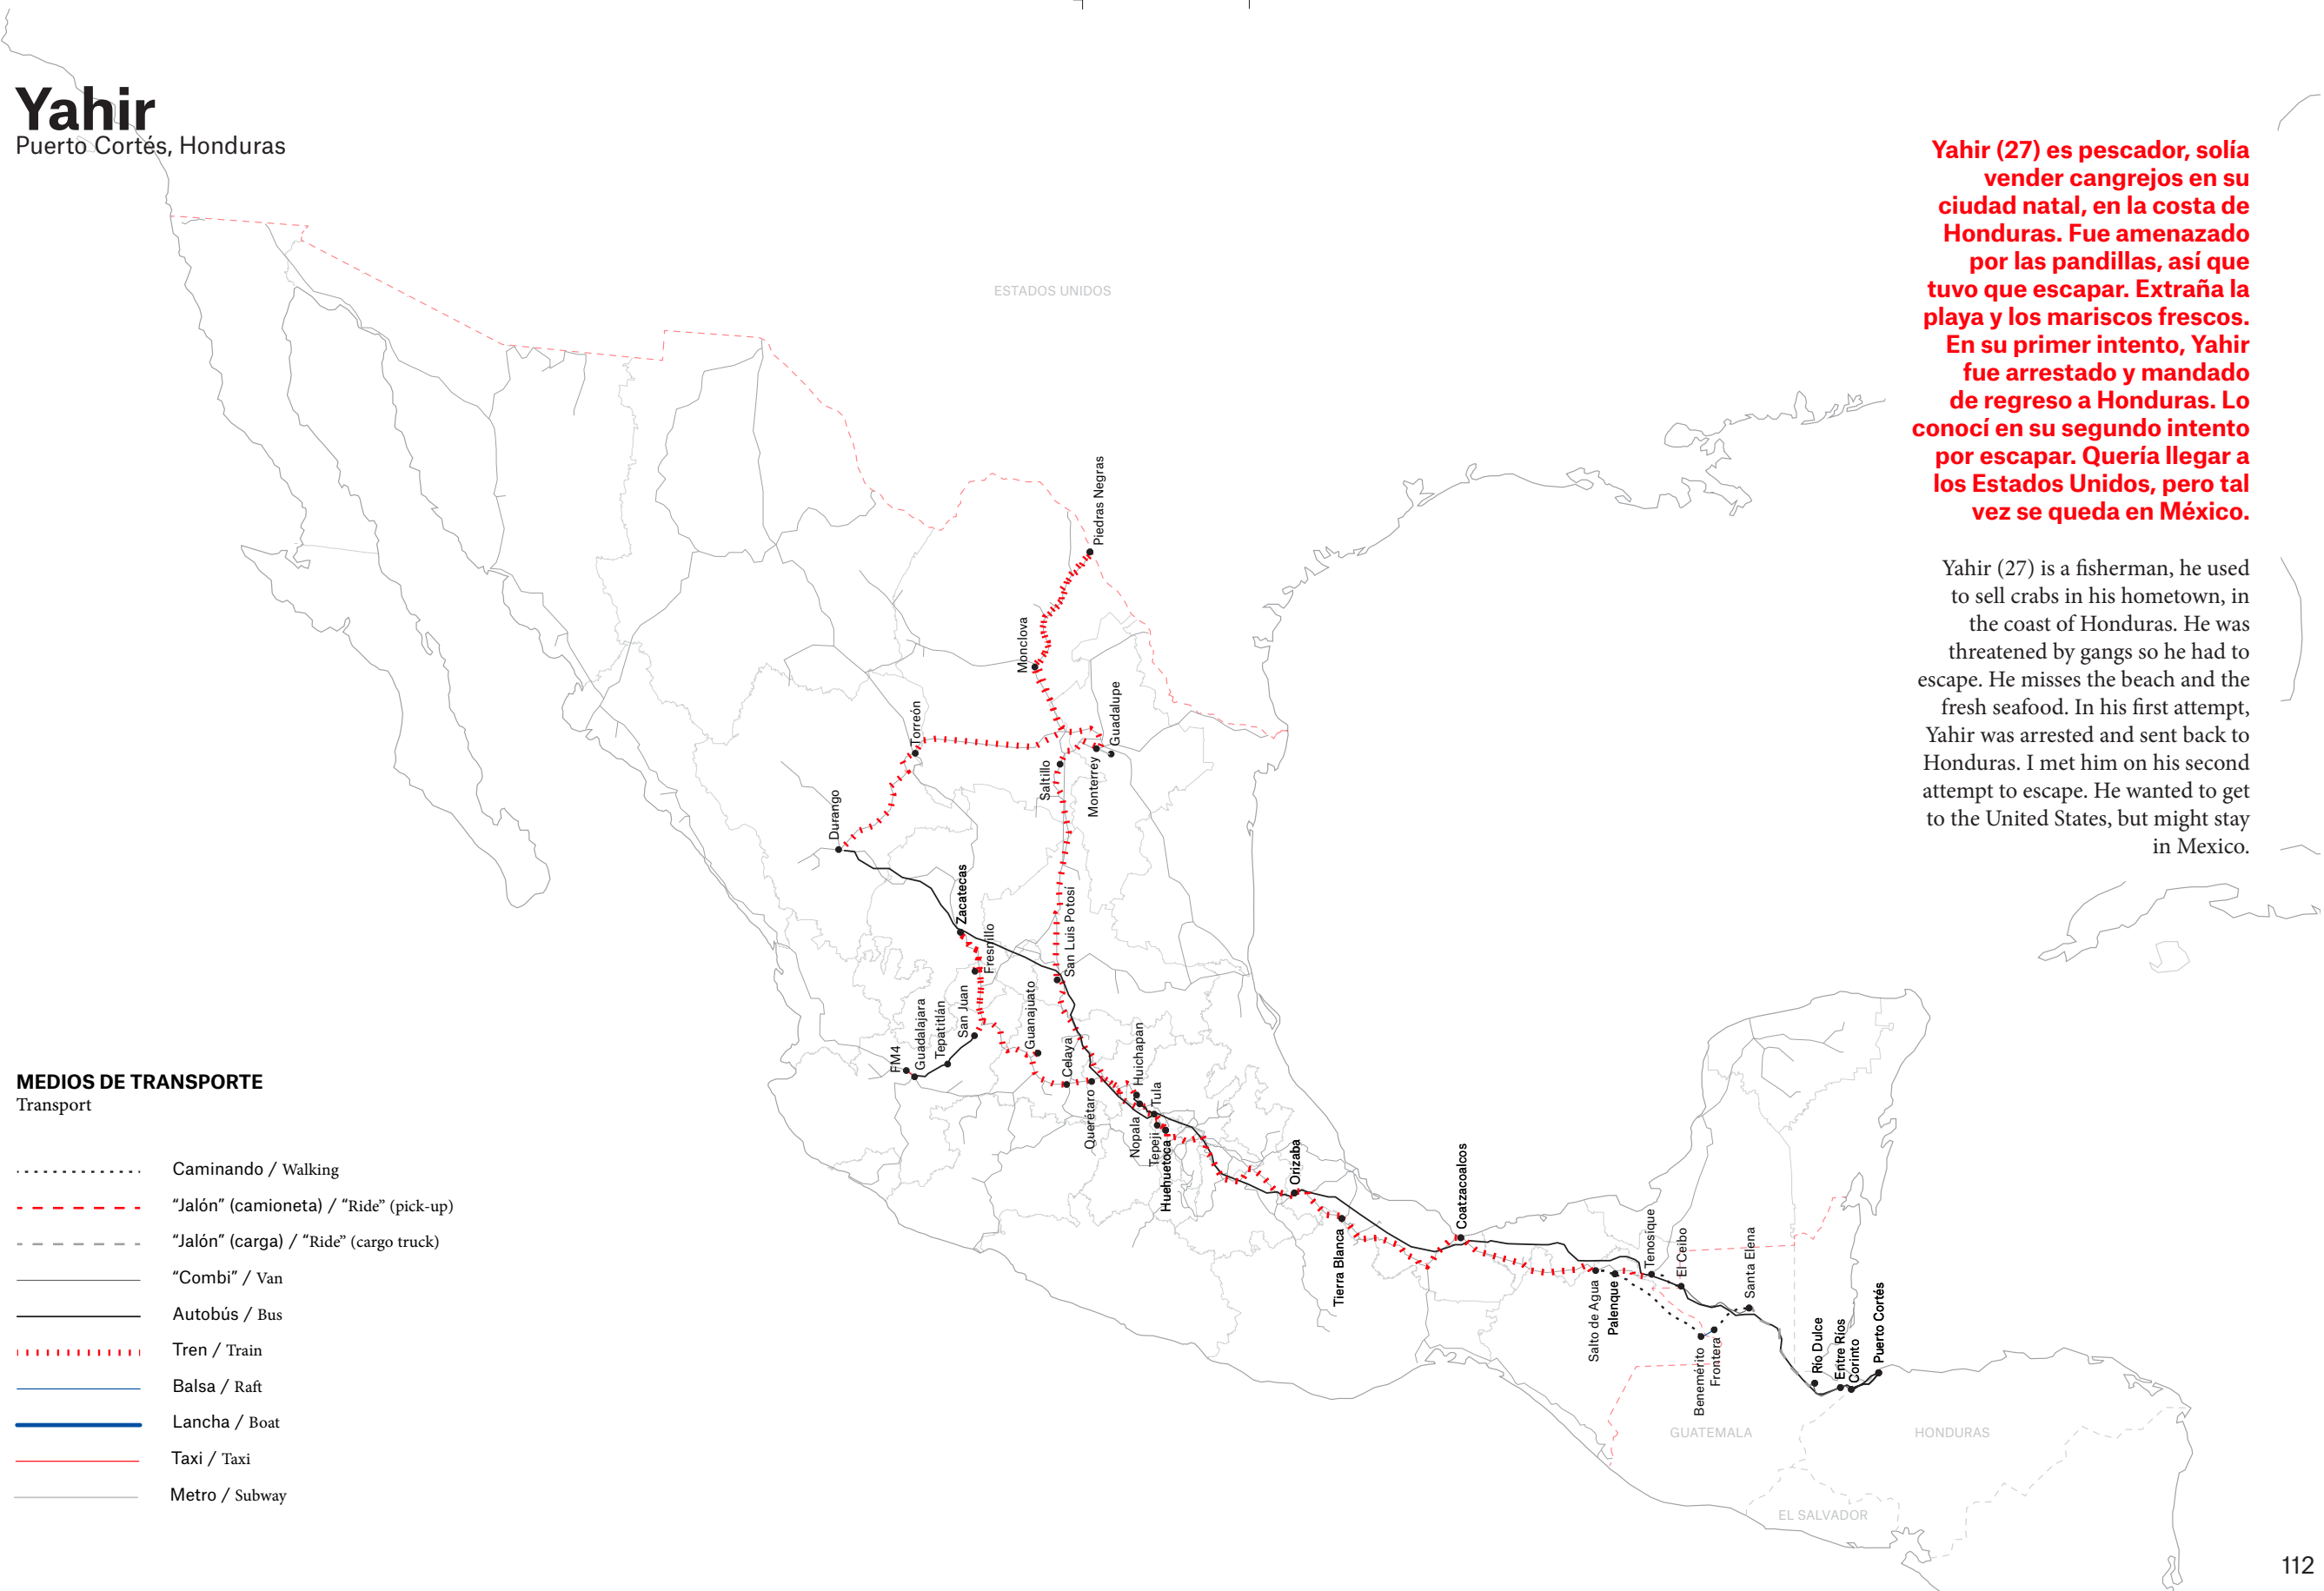 Yahir
Puerto Cortés, Honduras
Yahir (27) es pescador, solía
vender cangrejos en su
ciudad natal, en la costa de
Honduras. Fue amenazado
por las pandillas, así que
tuvo que escapar. Extraña la
playa y los mariscos frescos.
En su primer intento, Yahir
fue arrestado y mandado
de regreso a Honduras. Lo
conocí en su segundo intento
por escapar. Quería llegar a
los Estados Unidos, pero tal
vez se queda en México.
Yahir (27) is a fisherman, he used
to sell crabs in his hometown, in
the coast of Honduras. He was
threatened by gangs so he had to
escape. He misses the beach and the
fresh seafood. In his first attempt,
Yahir was arrested and sent back to
Honduras. I met him on his second
attempt to escape. He wanted to get
to the United States, but might stay
in Mexico.
ESTADOS UNIDOS
Piedras Negras
Monclova
Guadalupe
Torreón
Saltillo
Monterrey
Durango
Zacatecas
Fresnillo
San Luis Potosí
San Juan
Guanajuato
Tepatitlán
Guadalajara
FM4
Celaya
Huichapan
Tula
Querétaro
Nopala
Tepeji
Huehuetoca
Orizaba
Tierra Blanca
Coatzacoalcos
Salto de Agua
Palenque
Tenosique
El Ceibo
Santa Elena
Benemérito
Frontera
Río Dulce
Entre Ríos
Corinto
Puerto Cortés
GUATEMALA
HONDURAS
EL SALVADOR
MEDIOS DE TRANSPORTE
Transport
Caminando / Walking
“Jalón” (camioneta) / “Ride” (pick-up)
“Jalón” (carga) / “Ride” (cargo truck)
“Combi” / Van
Autobús / Bus
Tren / Train
Balsa / Raft
Lancha / Boat
Taxi / Taxi
Metro / Subway
112